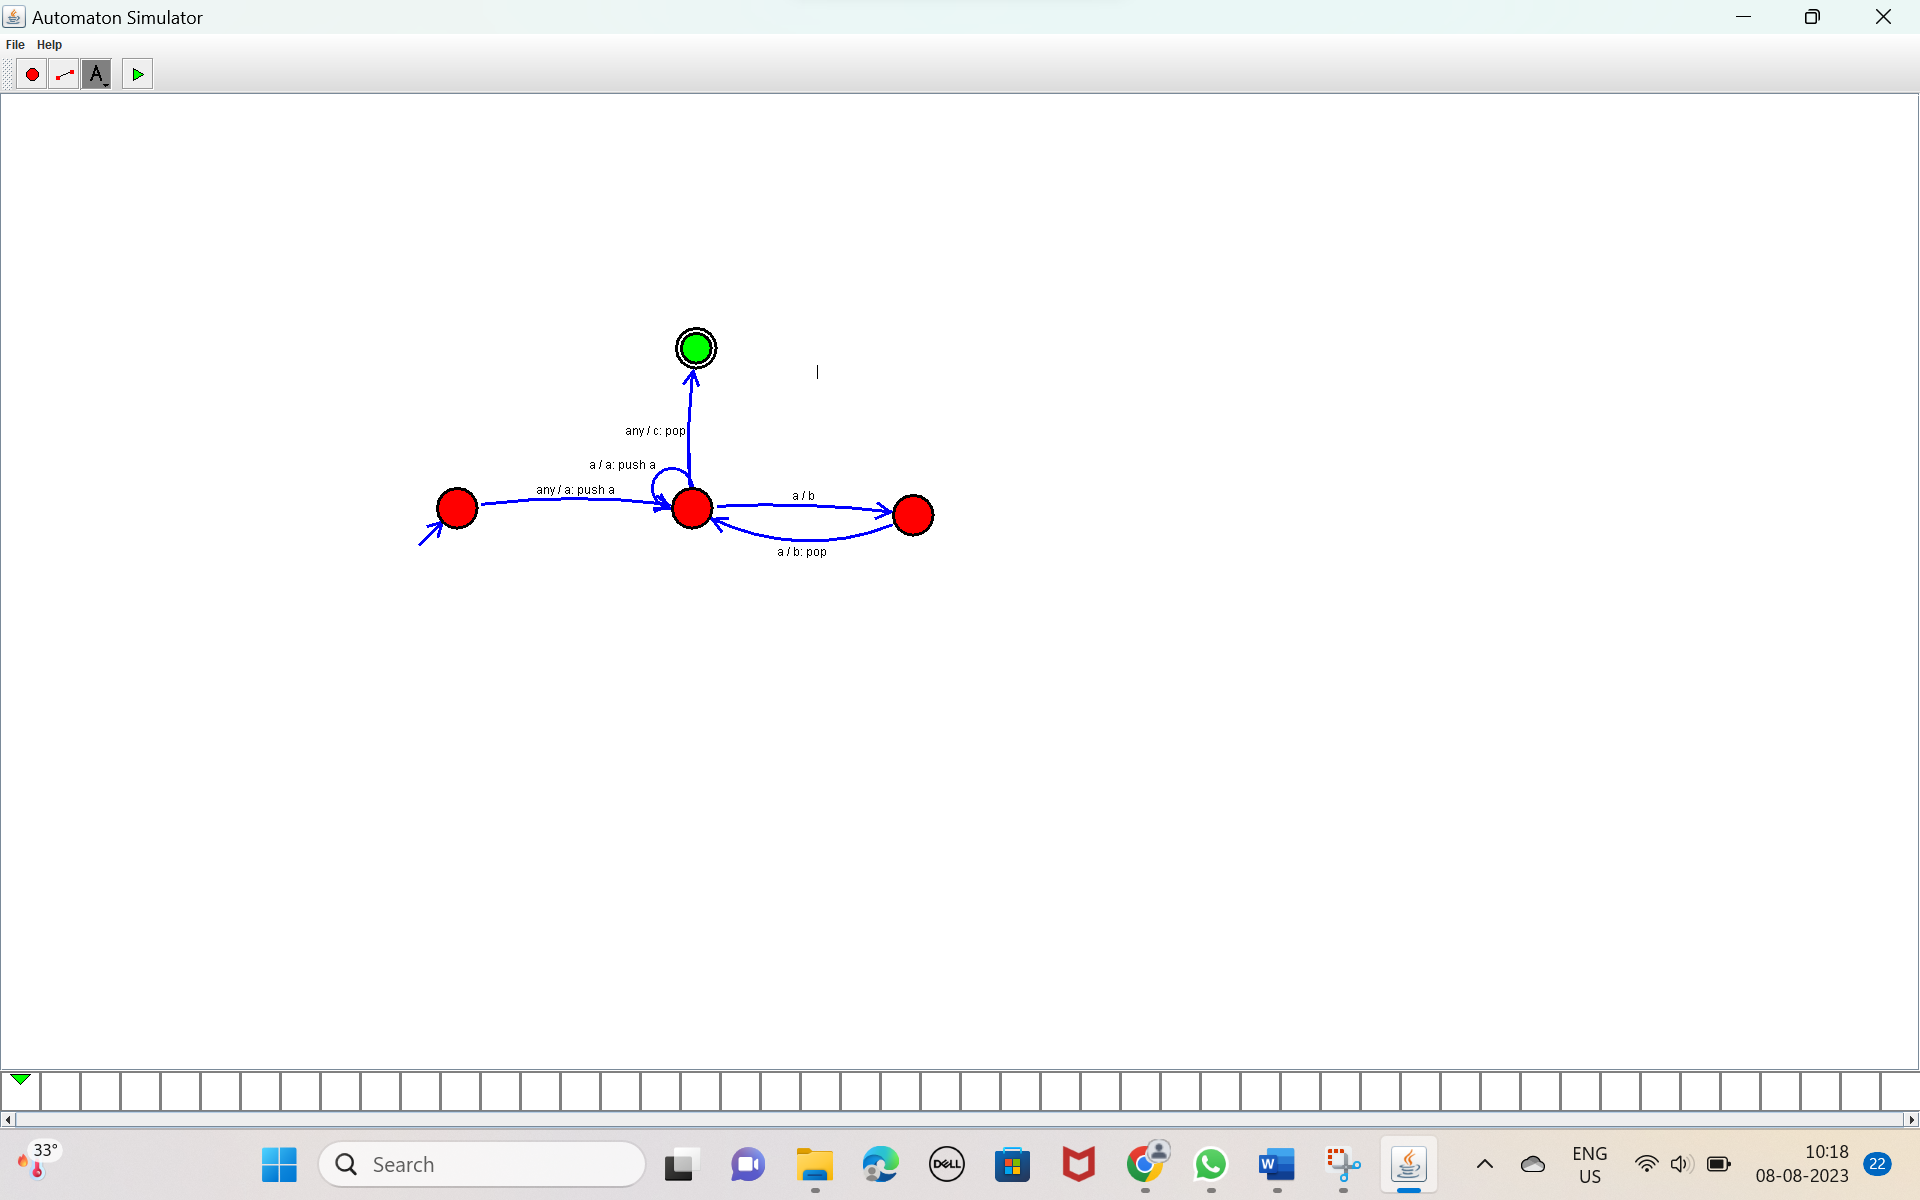 Automaton Simulator
File Help
A
any / c: pop
a / a: push a
any / a: push a
a / b
a / b: pop
33°
Search
DELL
W
ENG
US
10:18
08-08-2023
22